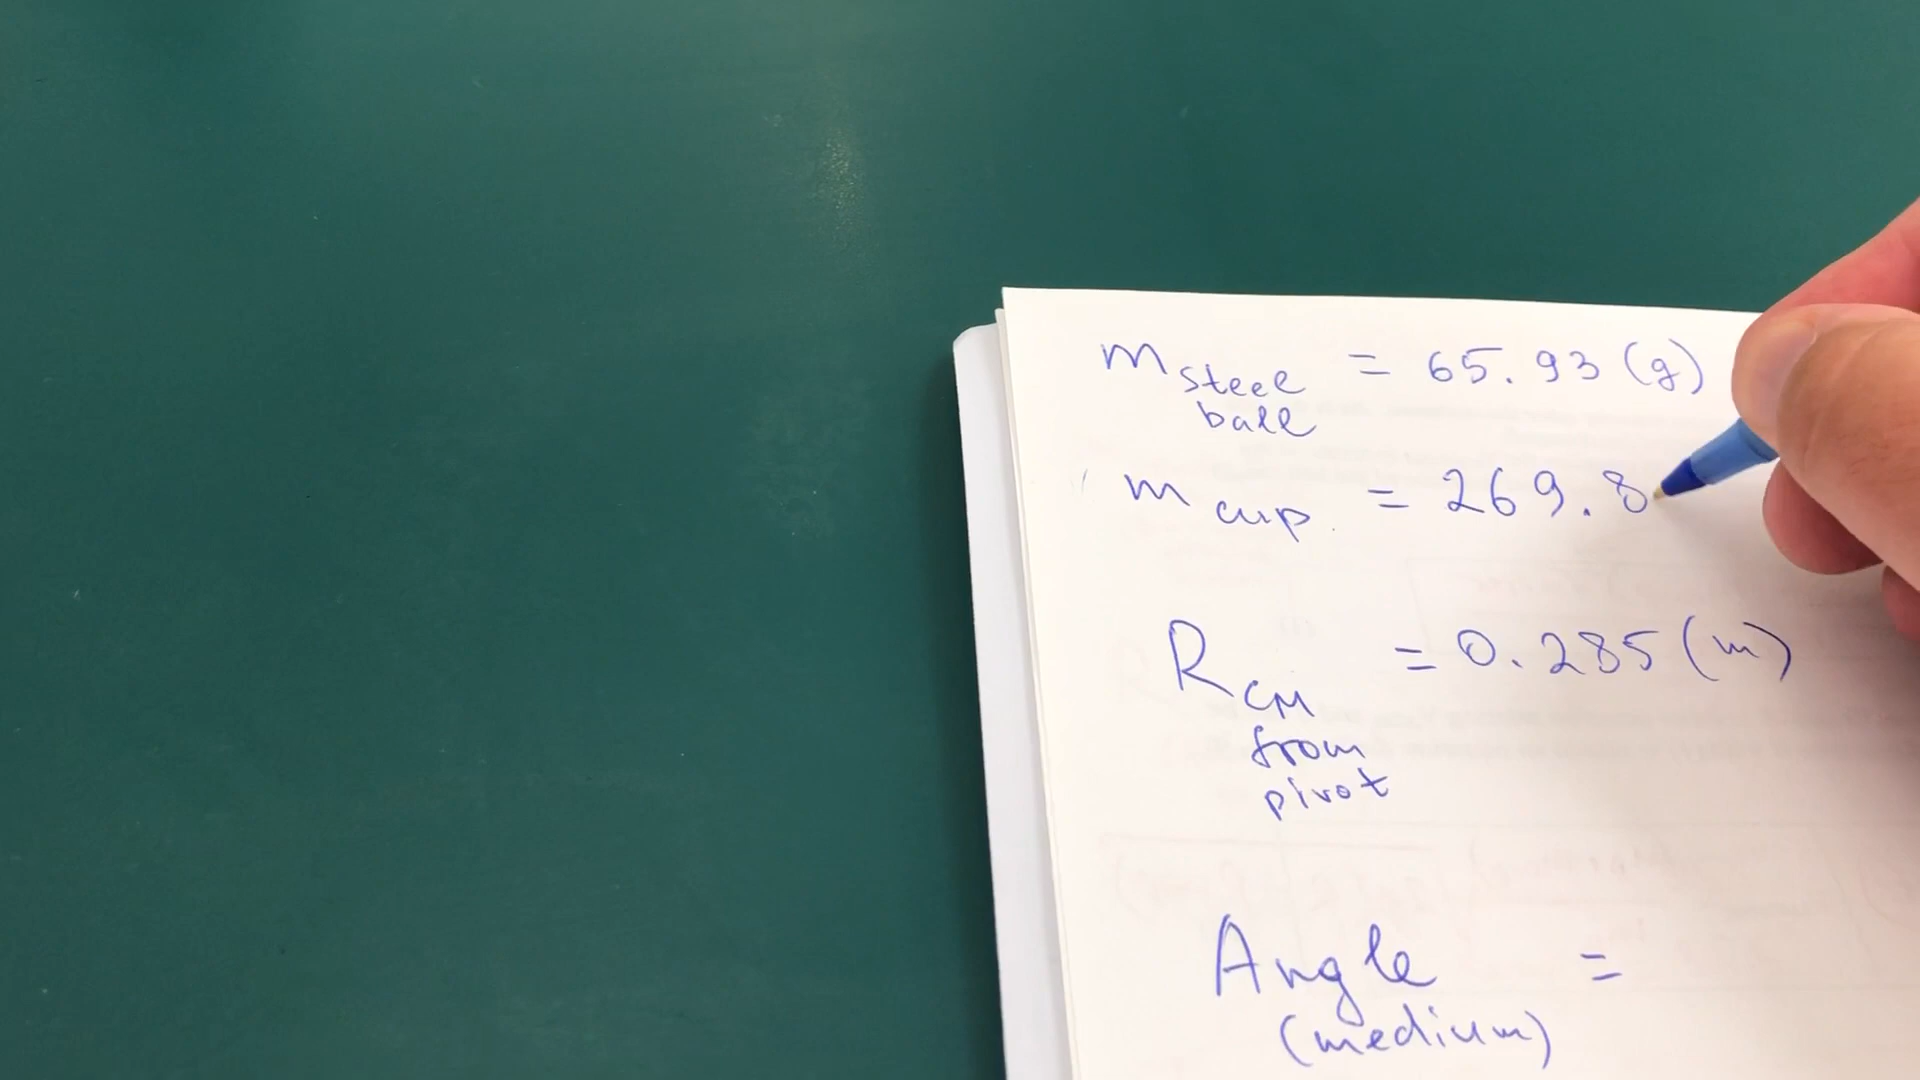 m steel ball = 65.93 (g)
m cup = 269.8
R CM from pivot = 0.285 (m)
Angle (medium) =